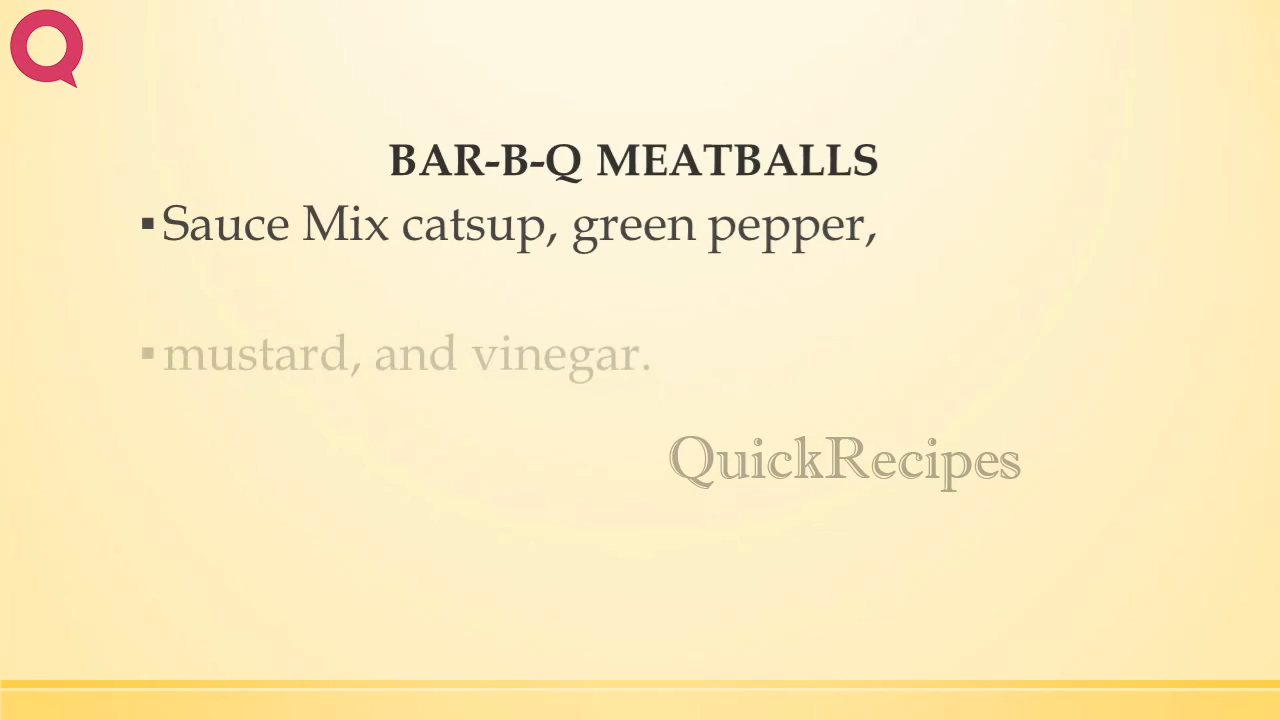 BAR-B-Q MEATBALLS
▪Sauce Mix catsup, green pepper,
▪mustard, and vinegar.
QuickRecipes